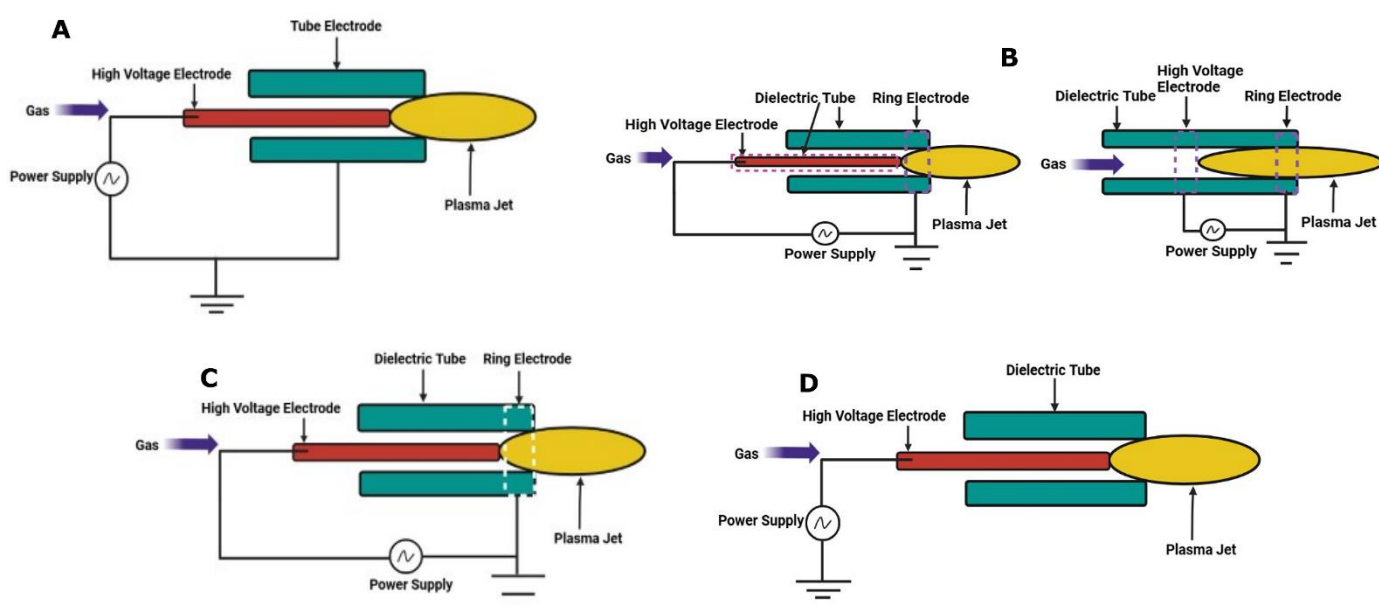 A
Tube Electrode
High Voltage Electrode
Gas
Power Supply
Plasma Jet
B
Dielectric Tube
Ring Electrode
High Voltage Electrode
Gas
Plasma Jet
Power Supply
High Voltage
Electrode
Dielectric Tube
Ring Electrode
Gas
Plasma Jet
Power Supply
C
Dielectric Tube
Ring Electrode
High Voltage Electrode
Gas
Plasma Jet
Power Supply
D
Dielectric Tube
High Voltage Electrode
Gas
Power Supply
Plasma Jet